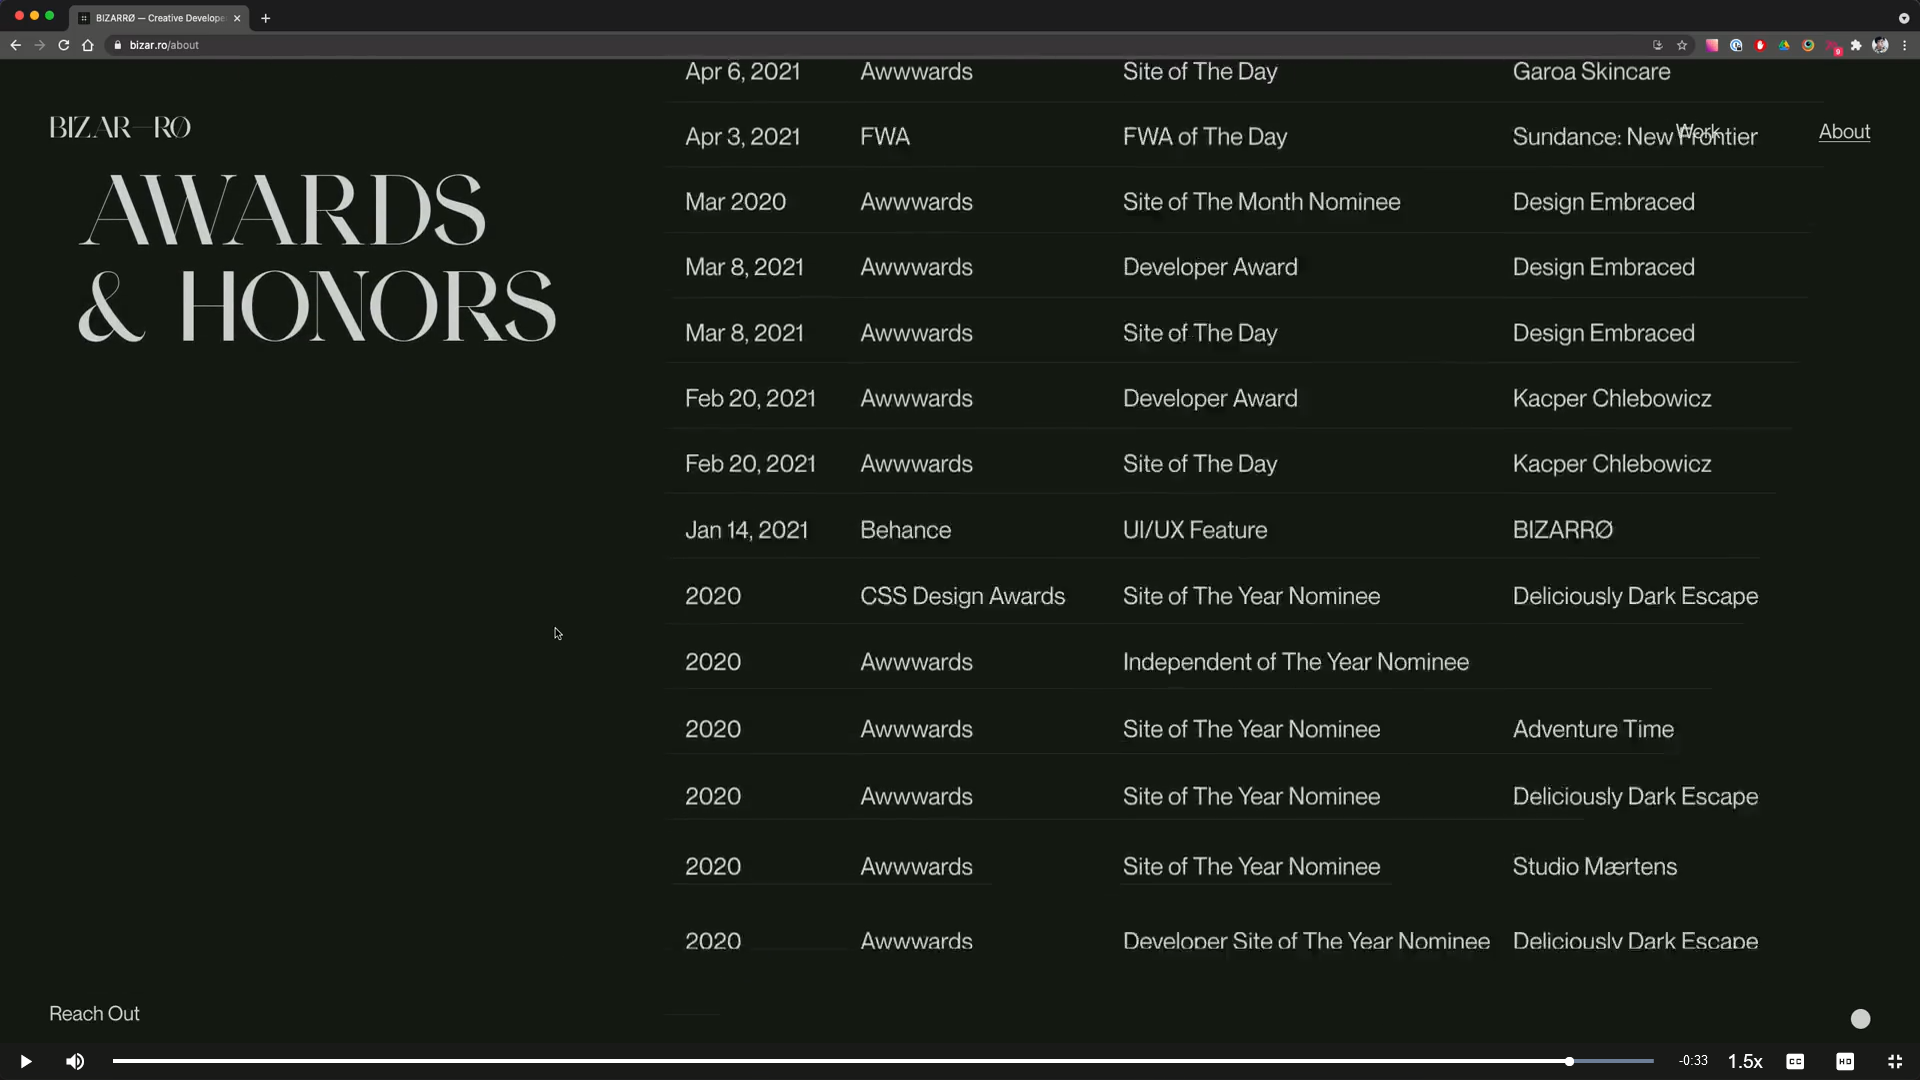 BIZARRØ — Creative Develope
bizar.ro/about
BIZAR—RØ
Work
About
AWARDS
& HONORS
Apr 6, 2021 Awwwards Site of The Day Garoa Skincare
Apr 3, 2021 FWA FWA of The Day Sundance: New Frontier
Mar 2020 Awwwards Site of The Month Nominee Design Embraced
Mar 8, 2021 Awwwards Developer Award Design Embraced
Mar 8, 2021 Awwwards Site of The Day Design Embraced
Feb 20, 2021 Awwwards Developer Award Kacper Chlebowicz
Feb 20, 2021 Awwwards Site of The Day Kacper Chlebowicz
Jan 14, 2021 Behance UI/UX Feature BIZARRØ
2020 CSS Design Awards Site of The Year Nominee Deliciously Dark Escape
2020 Awwwards Independent of The Year Nominee
2020 Awwwards Site of The Year Nominee Adventure Time
2020 Awwwards Site of The Year Nominee Deliciously Dark Escape
2020 Awwwards Site of The Year Nominee Studio Mærtens
2020 Awwwards Developer Site of The Year Nominee Deliciously Dark Escape
Reach Out
-0:33 1.5x CC HD